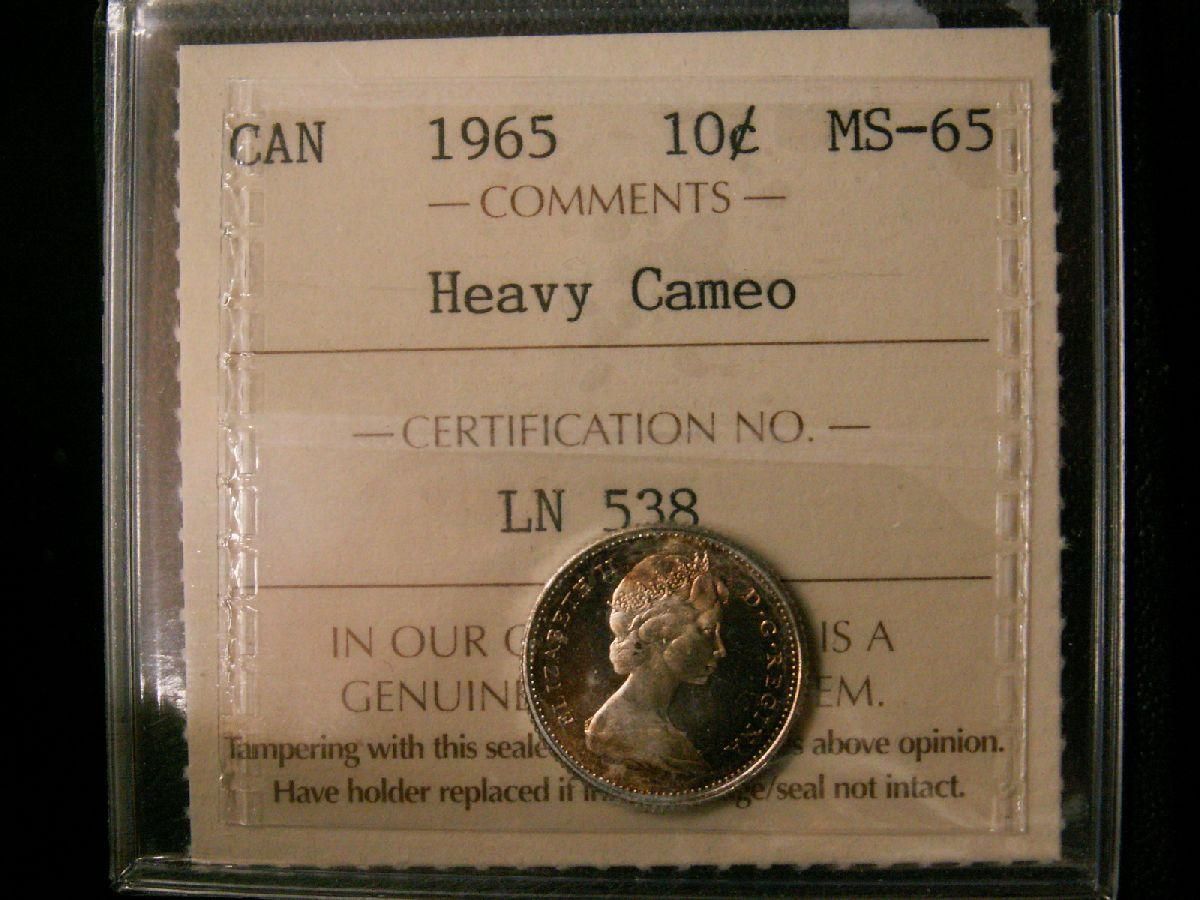 CAN 1965 10¢ MS-65
— COMMENTS —
Heavy Cameo
— CERTIFICATION NO. —
LN 538
IN OUR IS A
GENUINE EM.
Tampering with this seale s above opinion.
Have holder replaced if ge/seal not intact.
ELIZABETH II D·G·REGINA